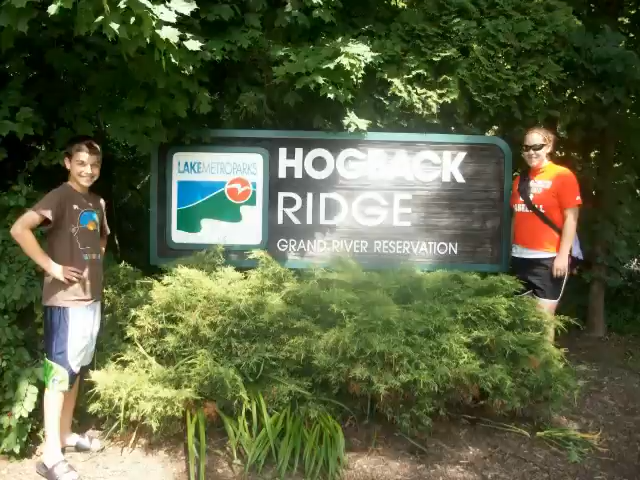 LAKEMETROPARKS
HOGBACK
RIDGE
GRAND RIVER RESERVATION